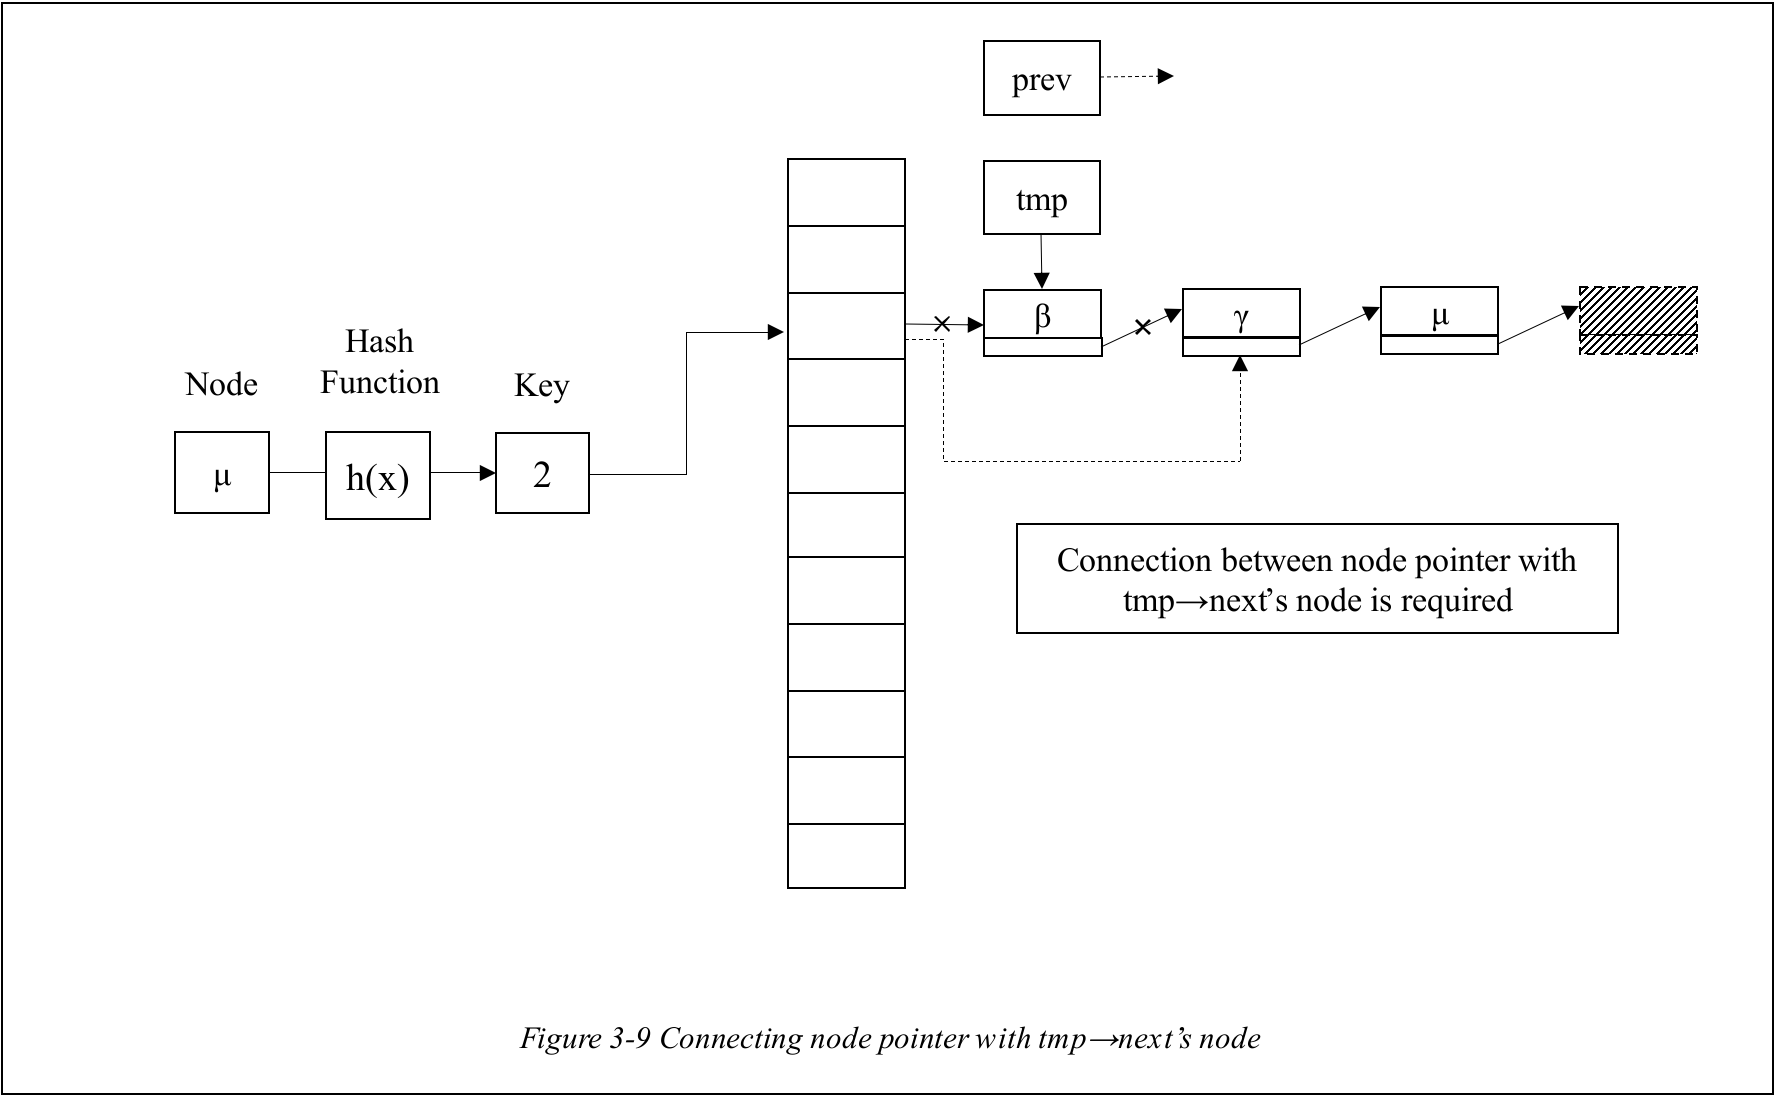 prev
tmp
β
γ
μ
Hash
Function
Node
Key
μ
h(x)
2
Connection between node pointer with
tmp→next’s node is required
Figure 3-9 Connecting node pointer with tmp→next’s node